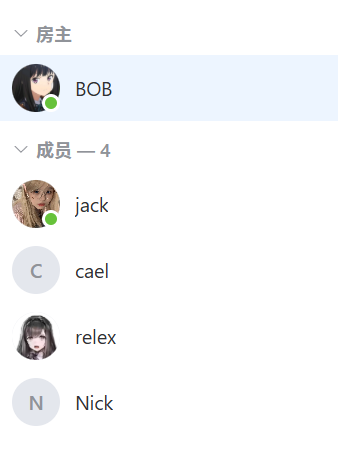 房主
BOB
成员 — 4
jack
C
cael
relex
N
Nick